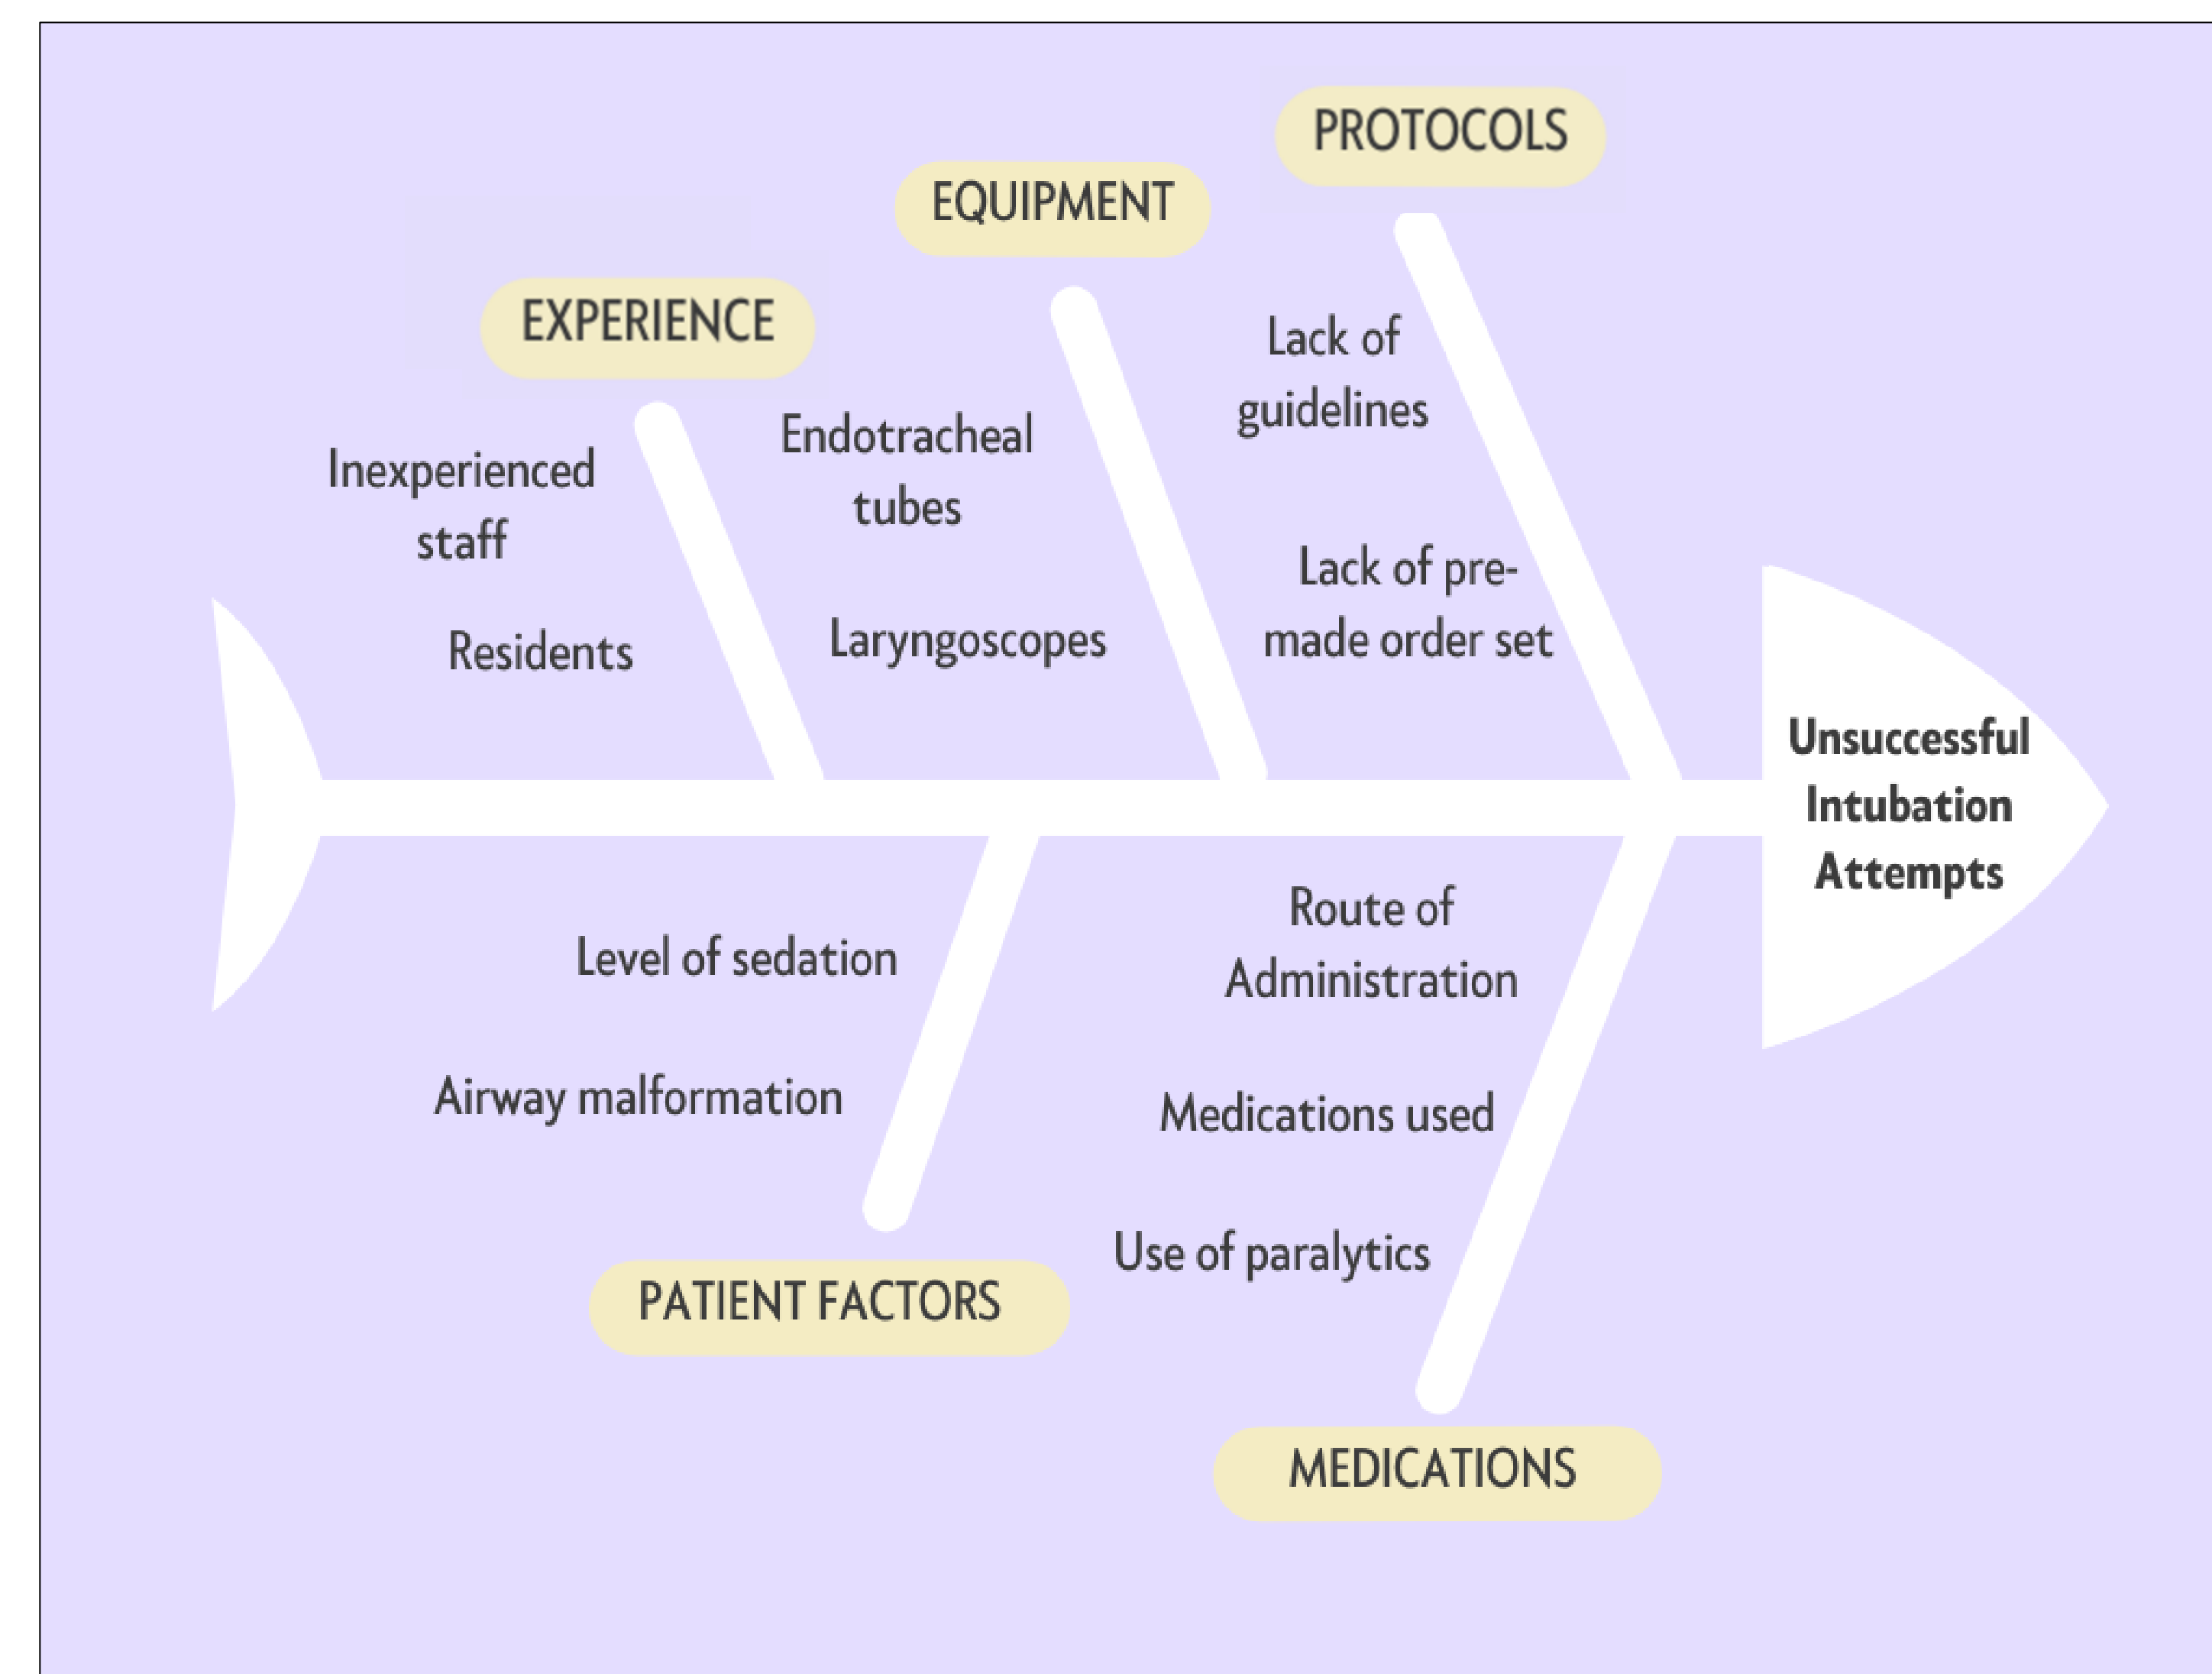 PROTOCOLS
EQUIPMENT
EXPERIENCE
Lack of
guidelines
Endotracheal
tubes
Inexperienced
staff
Lack of pre-
made order set
Laryngoscopes
Residents
Unsuccessful
Intubation
Attempts
Level of sedation
Airway malformation
Route of
Administration
Medications used
Use of paralytics
PATIENT FACTORS
MEDICATIONS